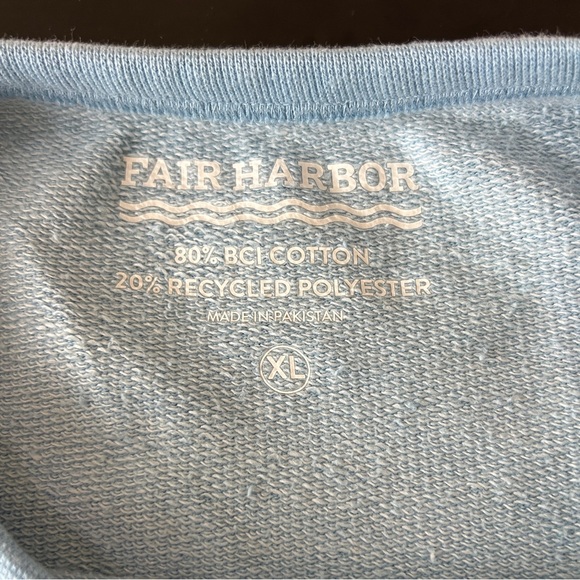 FAIR HARBOR
80% BCI COTTON
20% RECYCLED POLYESTER
MADE IN PAKISTAN
XL